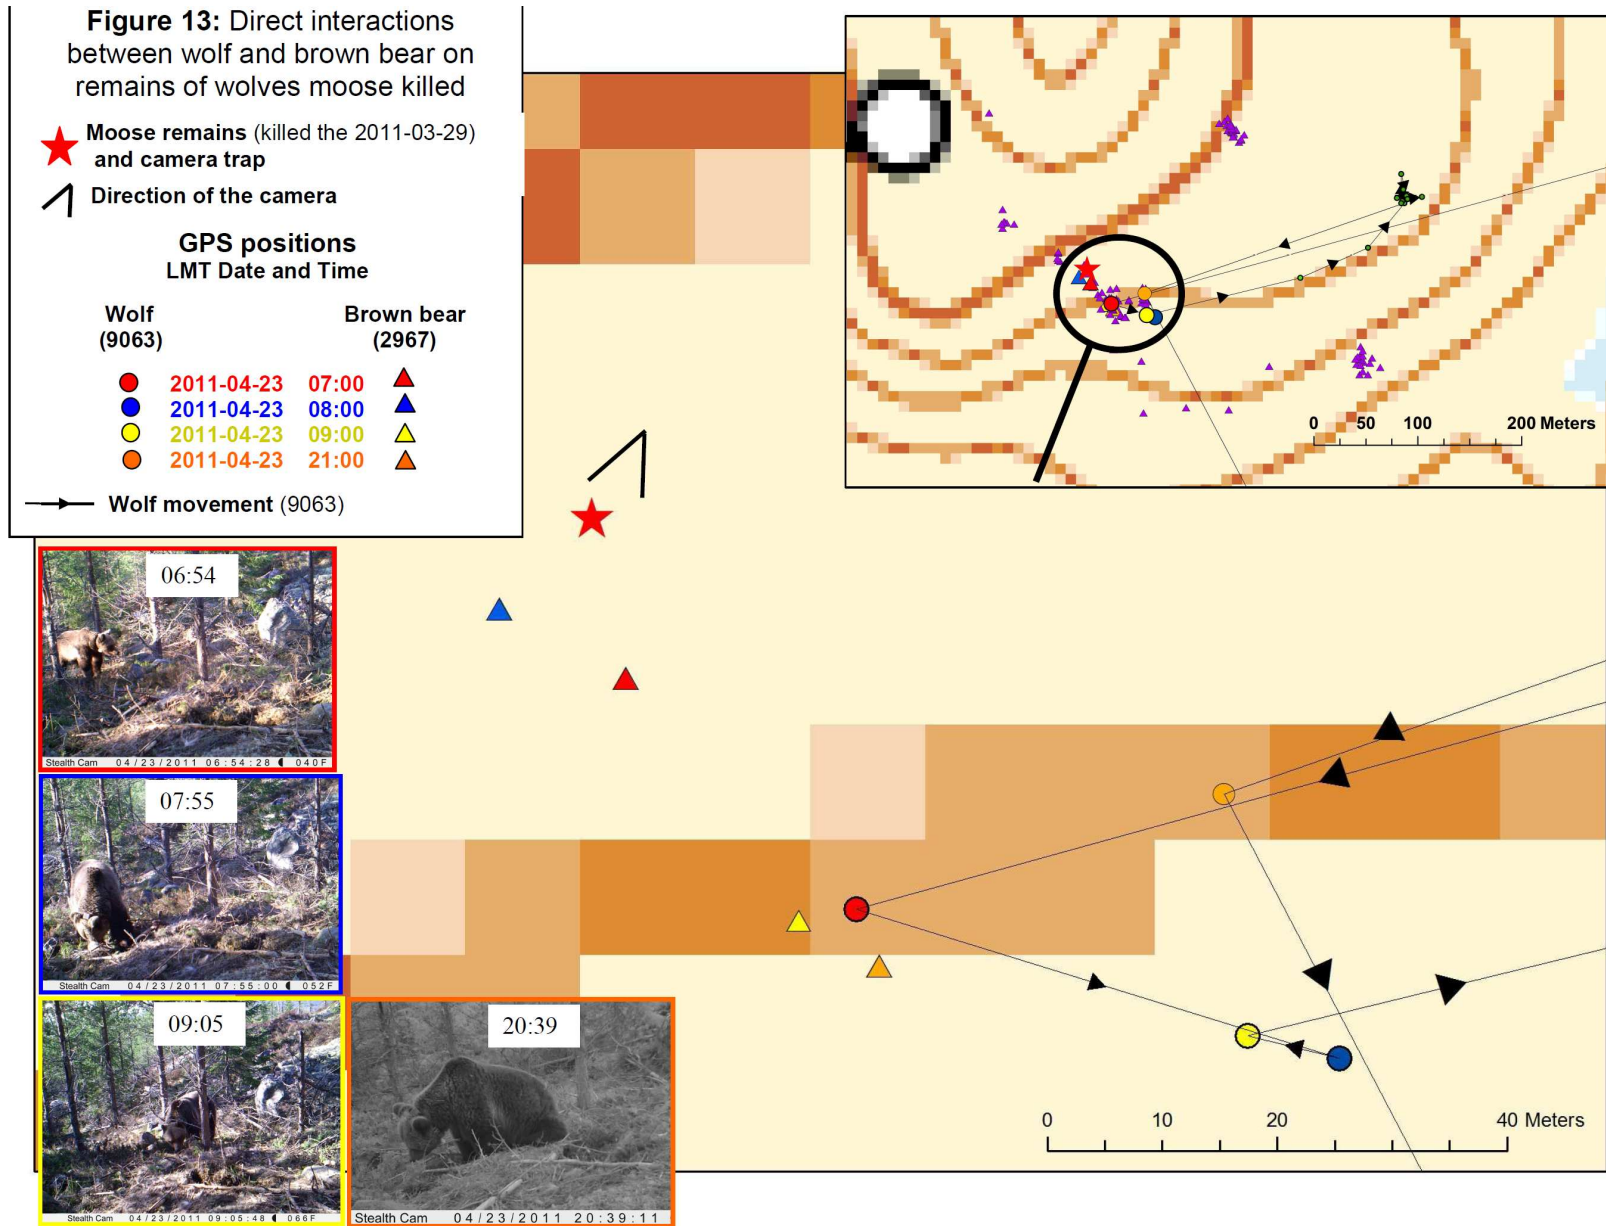 Figure 13: Direct interactions
between wolf and brown bear on
remains of wolves moose killed
Moose remains (killed the 2011-03-29)
and camera trap
Direction of the camera
GPS positions
LMT Date and Time
Wolf
(9063)
Brown bear
(2967)
2011-04-23 07:00
2011-04-23 08:00
2011-04-23 09:00
2011-04-23 21:00
Wolf movement (9063)
0 50 100 200 Meters
06:54
Stealth Cam 04/23/2011 06:54:28 040F
07:55
Stealth Cam 04/23/2011 07:55:00 052F
09:05
Stealth Cam 04/23/2011 09:05:48 066F
20:39
Stealth Cam 04/23/2011 20:39:11
0 10 20 40 Meters